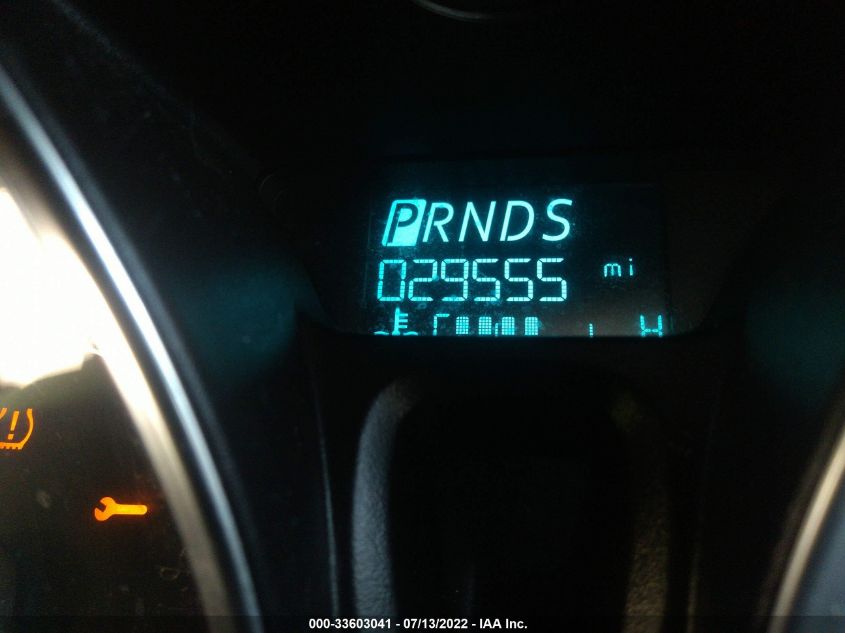 PRNDS
029555 mi
C H
000-33603041 - 07/13/2022 - IAA Inc.